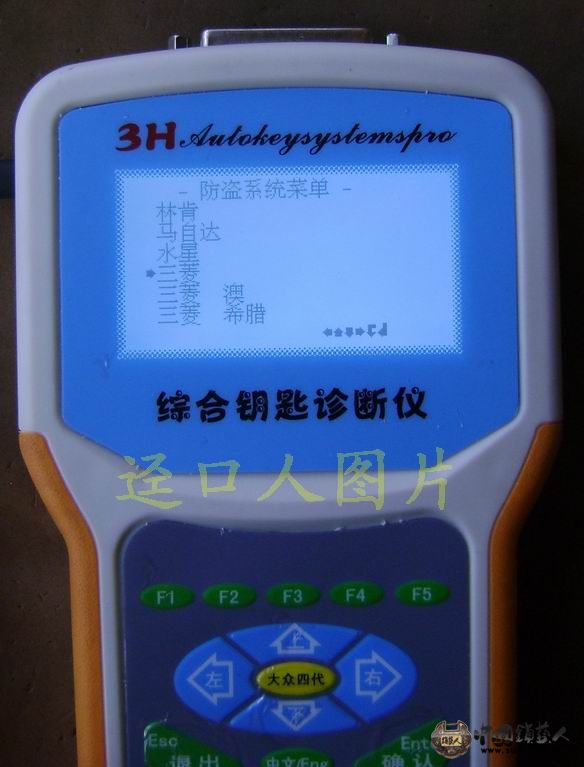 3H Autokeysystemspro
- 防盗系统菜单 -
林肯
马自达
水星
三菱
三菱 澳
三菱 希腊
综合钥匙诊断仪
迳口人图片
F1 F2 F3 F4 F5
上
左 大众四代 右
下
Esc Ente
退出 中文/Eng 确认
中国锁艺人